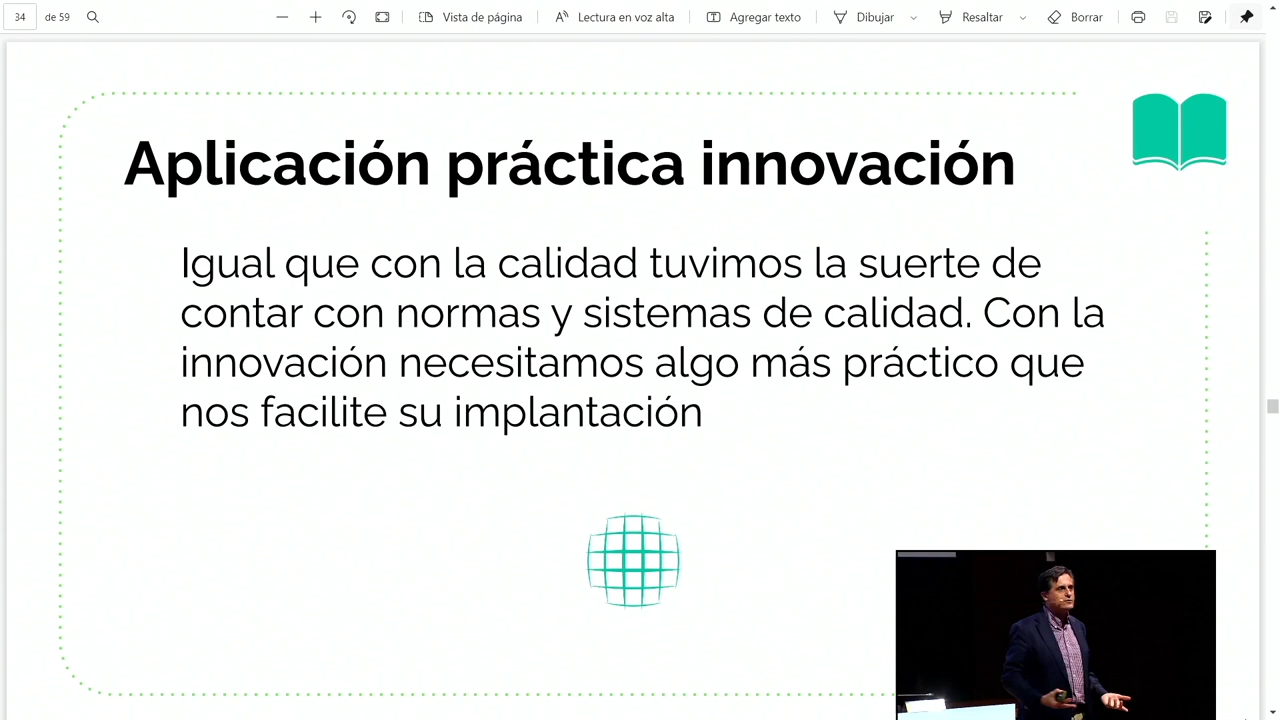 34 de 59 Vista de página Lectura en voz alta Agregar texto Dibujar Resaltar Borrar
Aplicación práctica innovación
Igual que con la calidad tuvimos la suerte de
contar con normas y sistemas de calidad. Con la
innovación necesitamos algo más práctico que
nos facilite su implantación